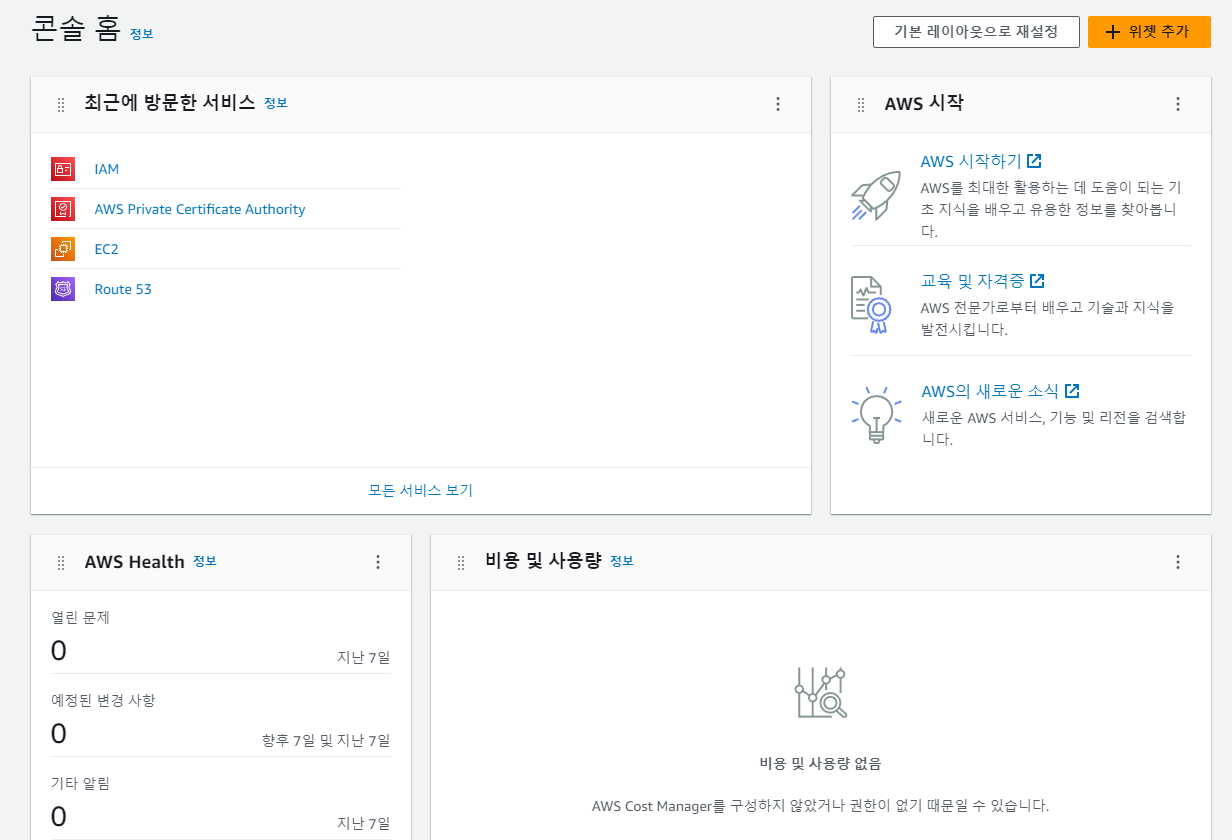 콘솔 홈 정보
기본 레이아웃으로 재설정
위젯 추가
최근에 방문한 서비스 정보
IAM
AWS Private Certificate Authority
EC2
Route 53
모든 서비스 보기
AWS 시작
AWS 시작하기
AWS를 최대한 활용하는 데 도움이 되는 기
초 지식을 배우고 유용한 정보를 찾아봅니
다.
교육 및 자격증
AWS 전문가로부터 배우고 기술과 지식을
발전시킵니다.
AWS의 새로운 소식
새로운 AWS 서비스, 기능 및 리전을 검색합
니다.
AWS Health 정보
열린 문제
0 지난 7일
예정된 변경 사항
0 향후 7일 및 지난 7일
기타 알림
0 지난 7일
비용 및 사용량 정보
비용 및 사용량 없음
AWS Cost Manager를 구성하지 않았거나 권한이 없기 때문일 수 있습니다.